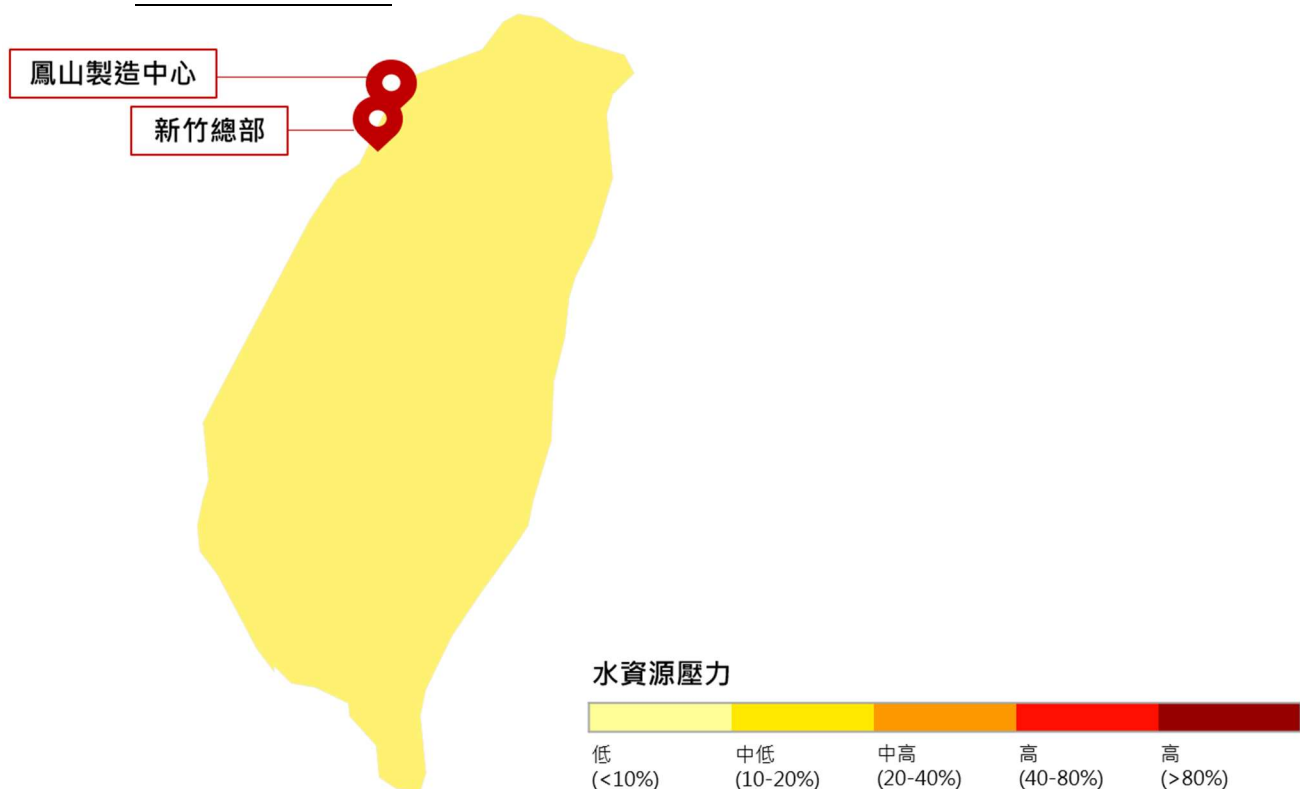 鳳山製造中心
新竹總部
水資源壓力
低
(<10%)
中低
(10-20%)
中高
(20-40%)
高
(40-80%)
高
(>80%)